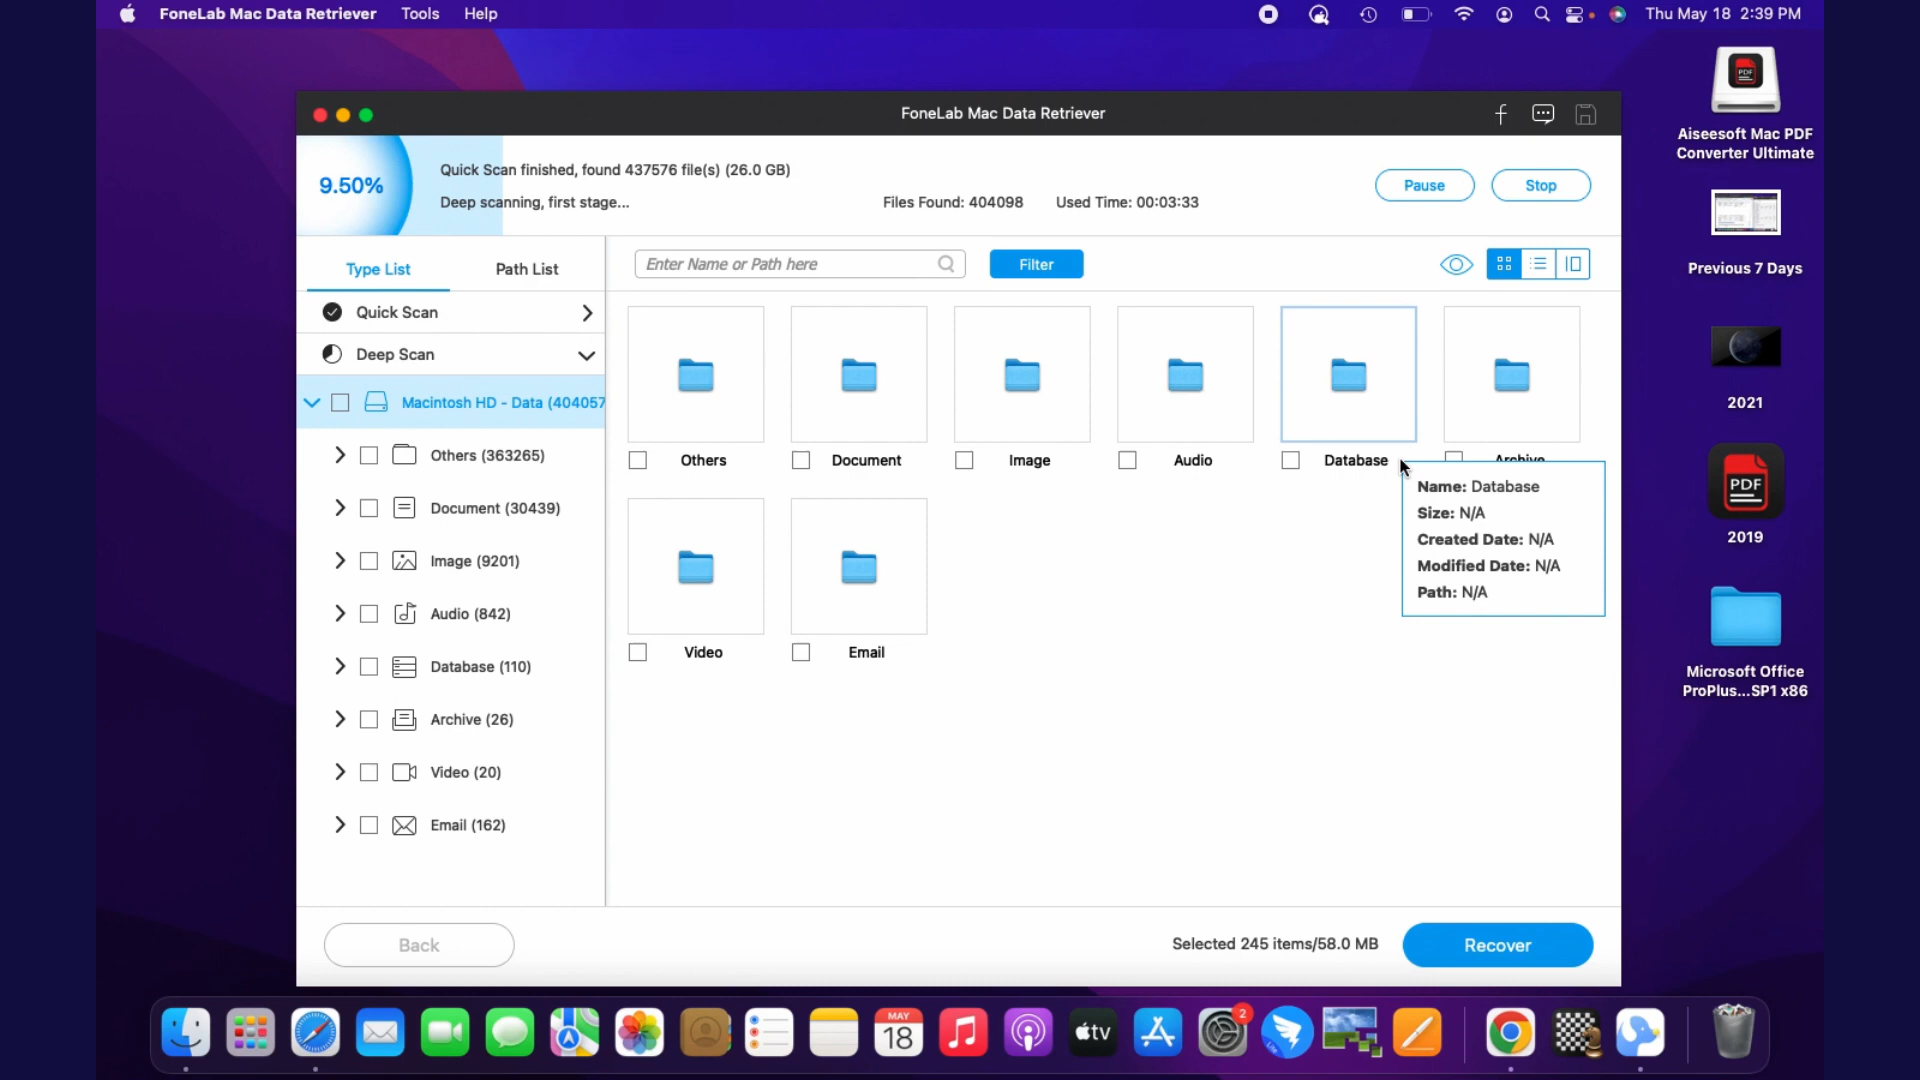 FoneLab Mac Data Retriever Tools Help Thu May 18 2:39 PM
FoneLab Mac Data Retriever
9.50%
Quick Scan finished, found 437576 file(s) (26.0 GB)
Deep scanning, first stage... Files Found: 404098 Used Time: 00:03:33
Pause Stop
Type List Path List
Enter Name or Path here Filter
Quick Scan
Deep Scan
Macintosh HD - Data (404057
Others (363265)
Document (30439)
Image (9201)
Audio (842)
Database (110)
Archive (26)
Video (20)
Email (162)
Others Document Image Audio Database Archive
Video Email
Name: Database
Size: N/A
Created Date: N/A
Modified Date: N/A
Path: N/A
Back Selected 245 items/58.0 MB Recover
PDF
Aiseesoft Mac PDF
Converter Ultimate
Previous 7 Days
2021
PDF
2019
Microsoft Office
ProPlus...SP1 x86
MAY
18
tv
2
Lite